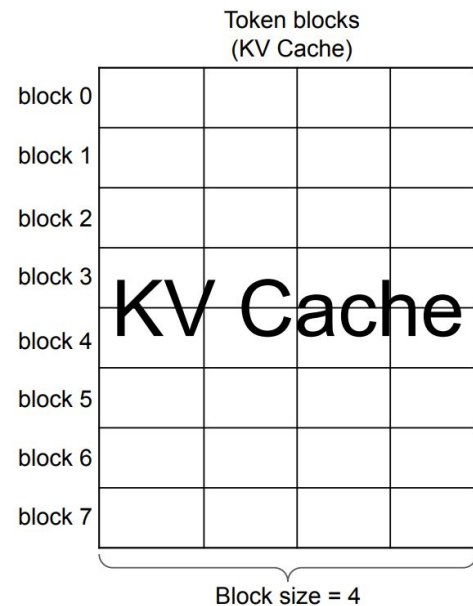 Token blocks
(KV Cache)
block 0
block 1
block 2
block 3
KV Cache
block 4
block 5
block 6
block 7
Block size = 4